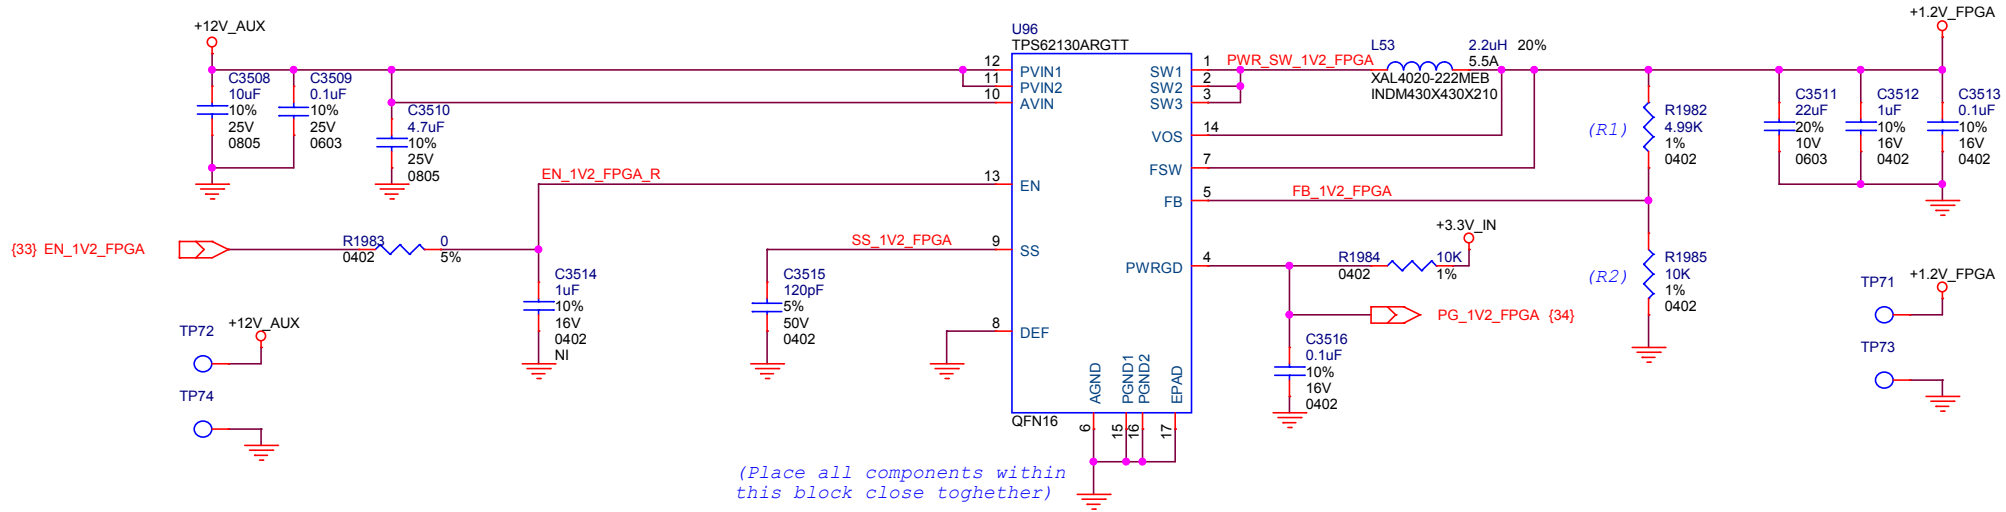 +12V_AUX
C3508
10uF
10%
25V
0805
C3509
0.1uF
10%
25V
0603
C3510
4.7uF
10%
25V
0805
{33} EN_1V2_FPGA
R1983
0402
0
5%
EN_1V2_FPGA_R
C3514
1uF
10%
16V
0402
NI
SS_1V2_FPGA
C3515
120pF
5%
50V
0402
TP72
+12V_AUX
TP74
U96
TPS62130ARGTT
12
PVIN1
11
PVIN2
10
AVIN
13
EN
9
SS
8
DEF
SW1
1
SW2
2
SW3
3
VOS
14
FSW
7
FB
5
PWRGD
4
AGND
PGND1
PGND2
EPAD
6
15
16
17
QFN16
(Place all components within
this block close toghether)
PWR_SW_1V2_FPGA
L53
2.2uH 20%
5.5A
XAL4020-222MEB
INDM430X430X210
FB_1V2_FPGA
+3.3V_IN
R1984
0402
10K
1%
PG_1V2_FPGA {34}
C3516
0.1uF
10%
16V
0402
(R1)
R1982
4.99K
1%
0402
(R2)
R1985
10K
1%
0402
+1.2V_FPGA
C3511
22uF
20%
10V
0603
C3512
1uF
10%
16V
0402
C3513
0.1uF
10%
16V
0402
TP71
+1.2V_FPGA
TP73